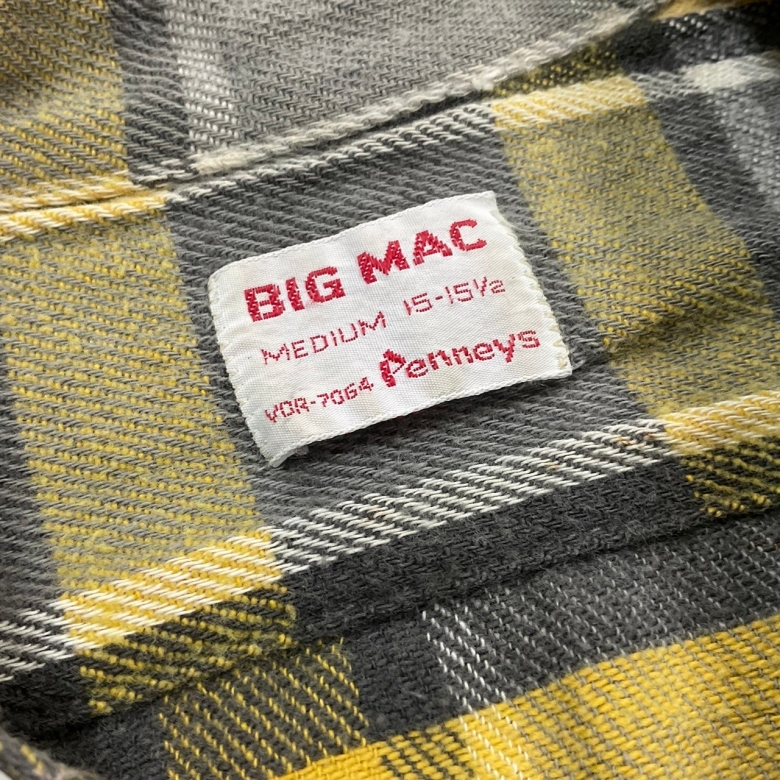 BIG MAC
MEDIUM 15-15½
VOR-7064 Penneys